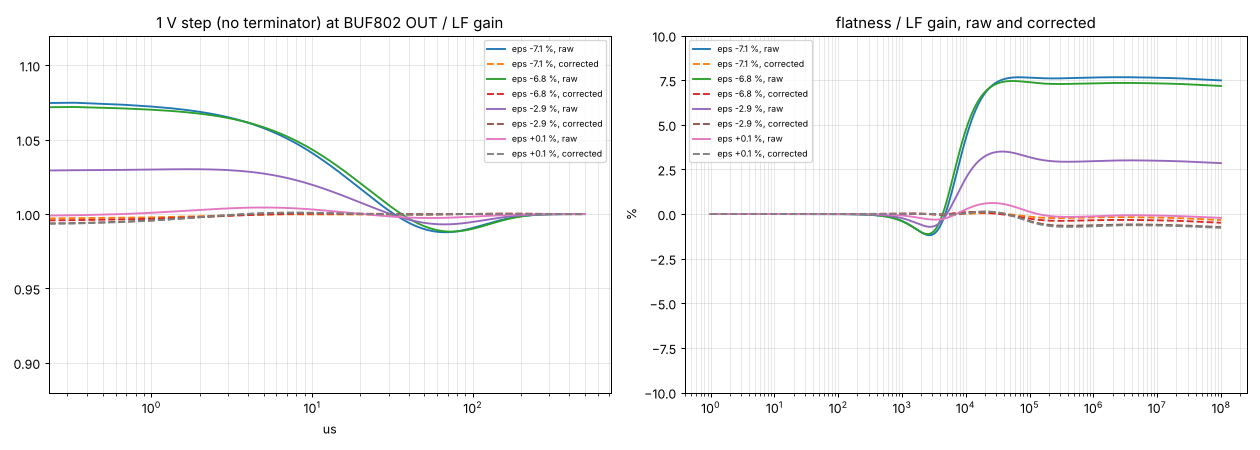 1 V step (no terminator) at BUF802 OUT / LF gain
1.10
1.05
1.00
0.95
0.90
10⁰
10¹
10²
us
eps -7.1 %, raw
eps -7.1 %, corrected
eps -6.8 %, raw
eps -6.8 %, corrected
eps -2.9 %, raw
eps -2.9 %, corrected
eps +0.1 %, raw
eps +0.1 %, corrected
flatness / LF gain, raw and corrected
%
10.0
7.5
5.0
2.5
0.0
−2.5
−5.0
−7.5
−10.0
10⁰
10¹
10²
10³
10⁴
10⁵
10⁶
10⁷
10⁸
eps -7.1 %, raw
eps -7.1 %, corrected
eps -6.8 %, raw
eps -6.8 %, corrected
eps -2.9 %, raw
eps -2.9 %, corrected
eps +0.1 %, raw
eps +0.1 %, corrected